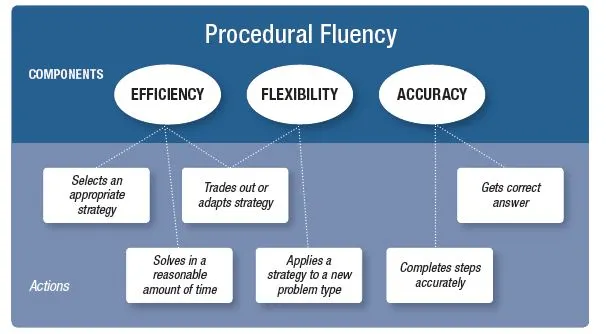 Procedural Fluency
COMPONENTS
EFFICIENCY
FLEXIBILITY
ACCURACY
Selects an
appropriate
strategy
Trades out or
adapts strategy
Gets correct
answer
Actions
Solves in a
reasonable
amount of time
Applies a
strategy to a new
problem type
Completes steps
accurately